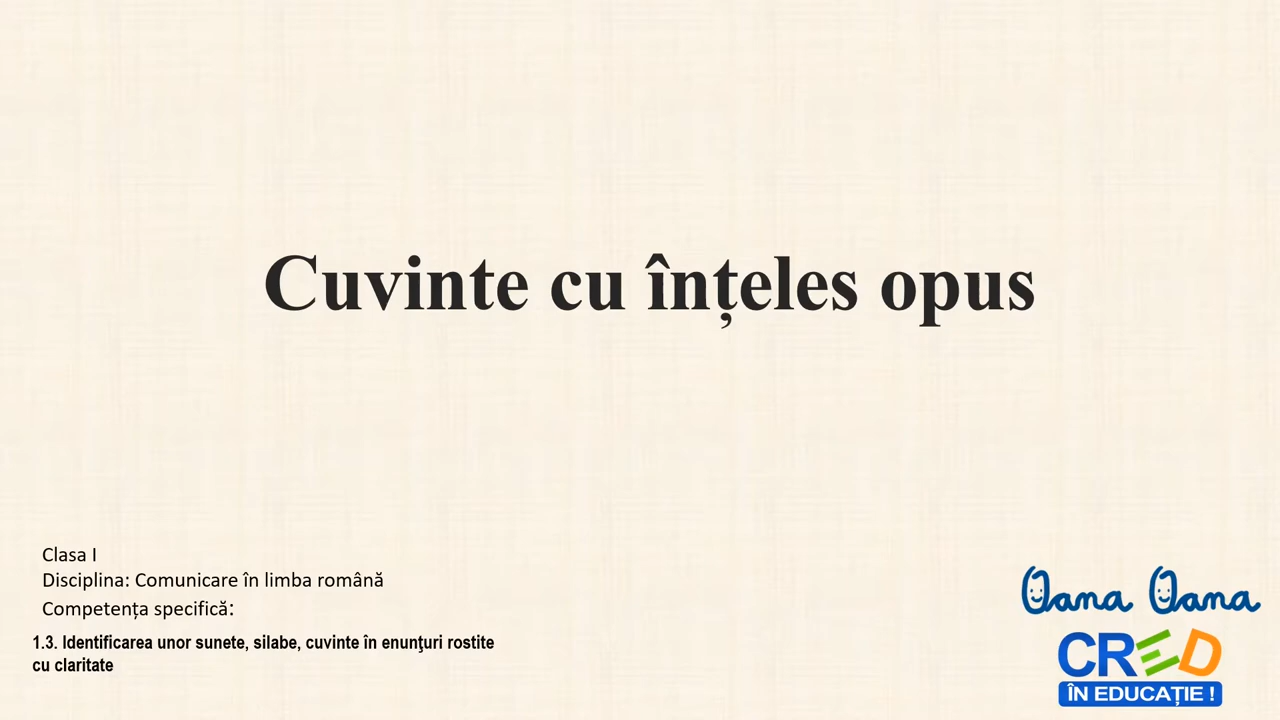 Cuvinte cu înțeles opus
Clasa I
Disciplina: Comunicare în limba română
Competența specifică:
1.3. Identificarea unor sunete, silabe, cuvinte în enunţuri rostite
cu claritate
Oana Oana
CRED
ÎN EDUCAȚIE !